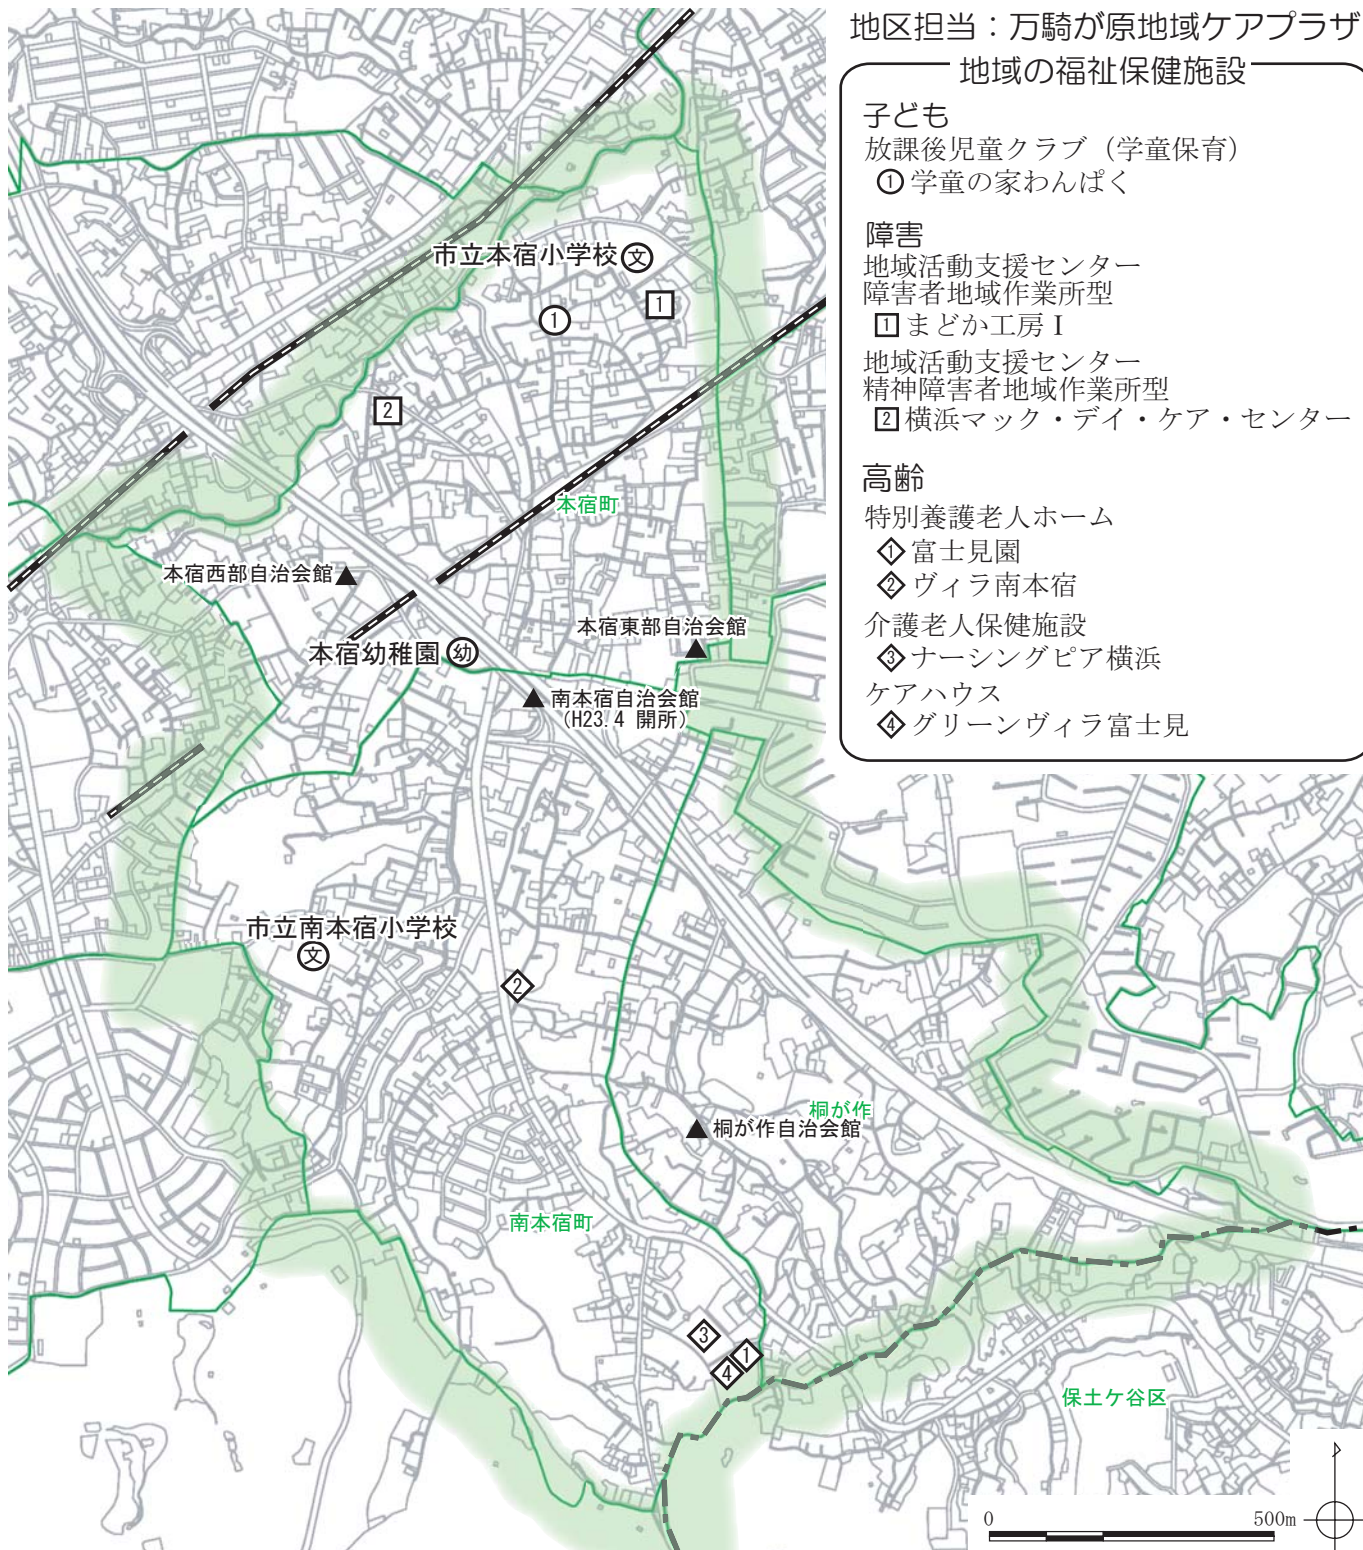 地区担当：万騎が原地域ケアプラザ
地域の福祉保健施設
子ども
放課後児童クラブ（学童保育）
①学童の家わんぱく
障害
地域活動支援センター
障害者地域作業所型
1まどか工房Ⅰ
地域活動支援センター
精神障害者地域作業所型
2横浜マック・デイ・ケア・センター
高齢
特別養護老人ホーム
1富士見園
2ヴィラ南本宿
介護老人保健施設
3ナーシングピア横浜
ケアハウス
4グリーンヴィラ富士見
市立本宿小学校 文
1
①
2
本宿町
本宿西部自治会館
本宿東部自治会館
本宿幼稚園 幼
南本宿自治会館
（H23.4 開所）
市立南本宿小学校
文
2
桐が作
桐が作自治会館
南本宿町
3
1
4
保土ケ谷区
0 500m